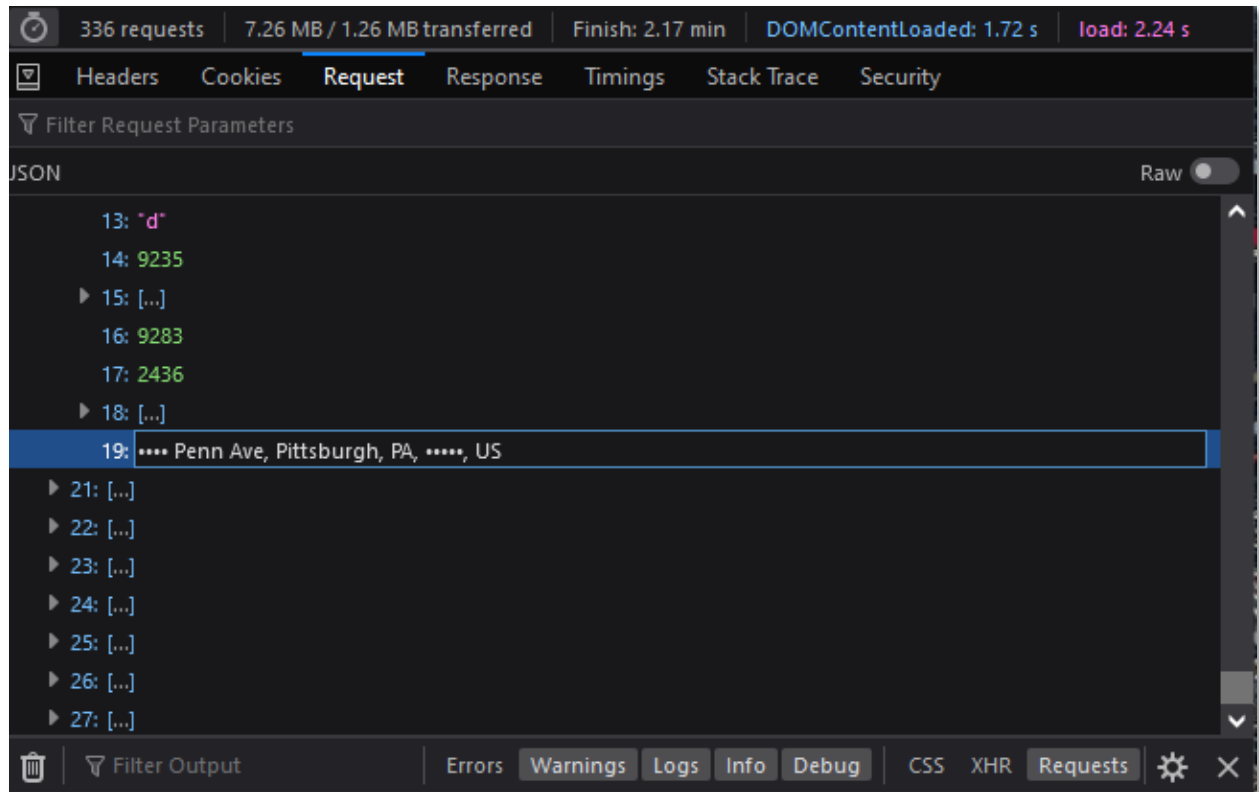 336 requests 7.26 MB / 1.26 MB transferred Finish: 2.17 min DOMContentLoaded: 1.72 s load: 2.24 s
Headers Cookies Request Response Timings Stack Trace Security
Filter Request Parameters
JSON Raw
13: "d"
14: 9235
15: […]
16: 9283
17: 2436
18: […]
19: •••• Penn Ave, Pittsburgh, PA, •••••, US
21: […]
22: […]
23: […]
24: […]
25: […]
26: […]
27: […]
Filter Output Errors Warnings Logs Info Debug CSS XHR Requests